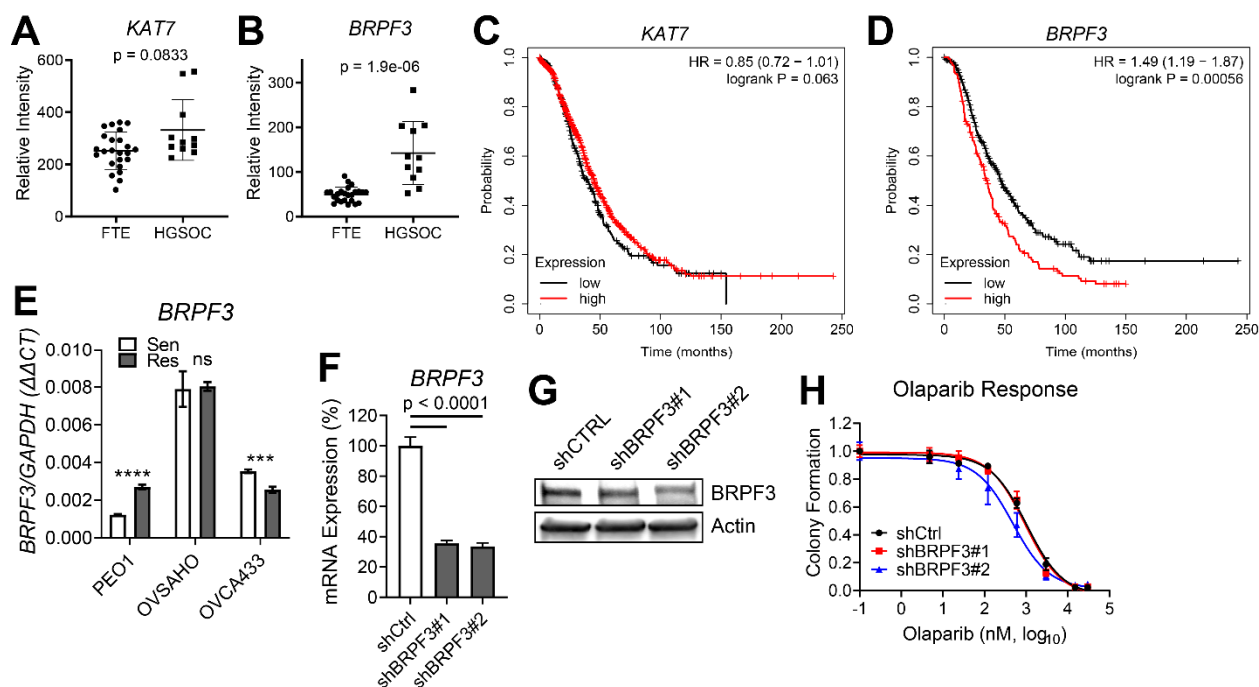 A
KAT7
p = 0.0833
Relative Intensity
600
400
200
0
FTE
HGSOC
B
BRPF3
p = 1.9e-06
Relative Intensity
300
200
100
50
0
FTE
HGSOC
C
KAT7
HR = 0.85 (0.72 − 1.01)
logrank P = 0.063
Probability
1.0
0.8
0.6
0.4
0.2
0.0
Expression
low
high
0
50
100
150
200
250
Time (months)
D
BRPF3
HR = 1.49 (1.19 − 1.87)
logrank P = 0.00056
Probability
1.0
0.8
0.6
0.4
0.2
0.0
Expression
low
high
0
50
100
150
200
250
Time (months)
E
BRPF3
BRPF3/GAPDH (ΔΔCT)
0.010
0.008
0.006
0.004
0.002
0.000
Sen
Res
ns
****
***
PEO1
OVSAHO
OVCA433
F
BRPF3
p < 0.0001
mRNA Expression (%)
120
100
80
60
40
20
0
shCtrl
shBRPF3#1
shBRPF3#2
G
shCTRL
shBRPF3#1
shBRPF3#2
BRPF3
Actin
H
Olaparib Response
Colony Formation
1.2
1.0
0.8
0.6
0.4
0.2
0.0
shCtrl
shBRPF3#1
shBRPF3#2
-1
0
1
2
3
4
5
Olaparib (nM, log10)